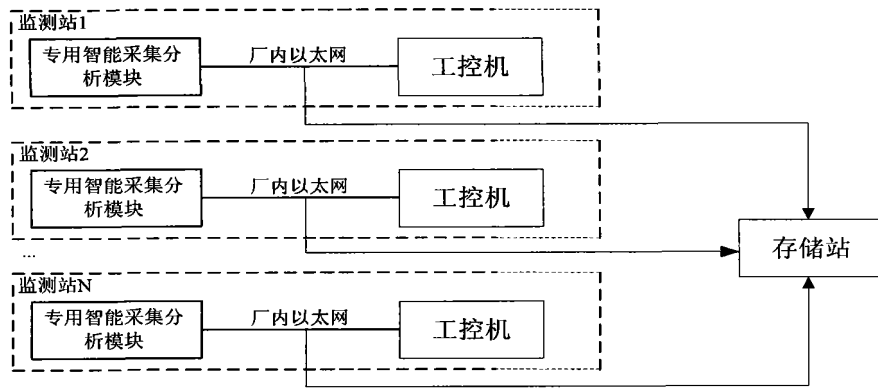 监测站1
专用智能采集分
析模块
厂内以太网
工控机
监测站2
专用智能采集分
析模块
厂内以太网
工控机
存储站
...
监测站N
专用智能采集分
析模块
厂内以太网
工控机